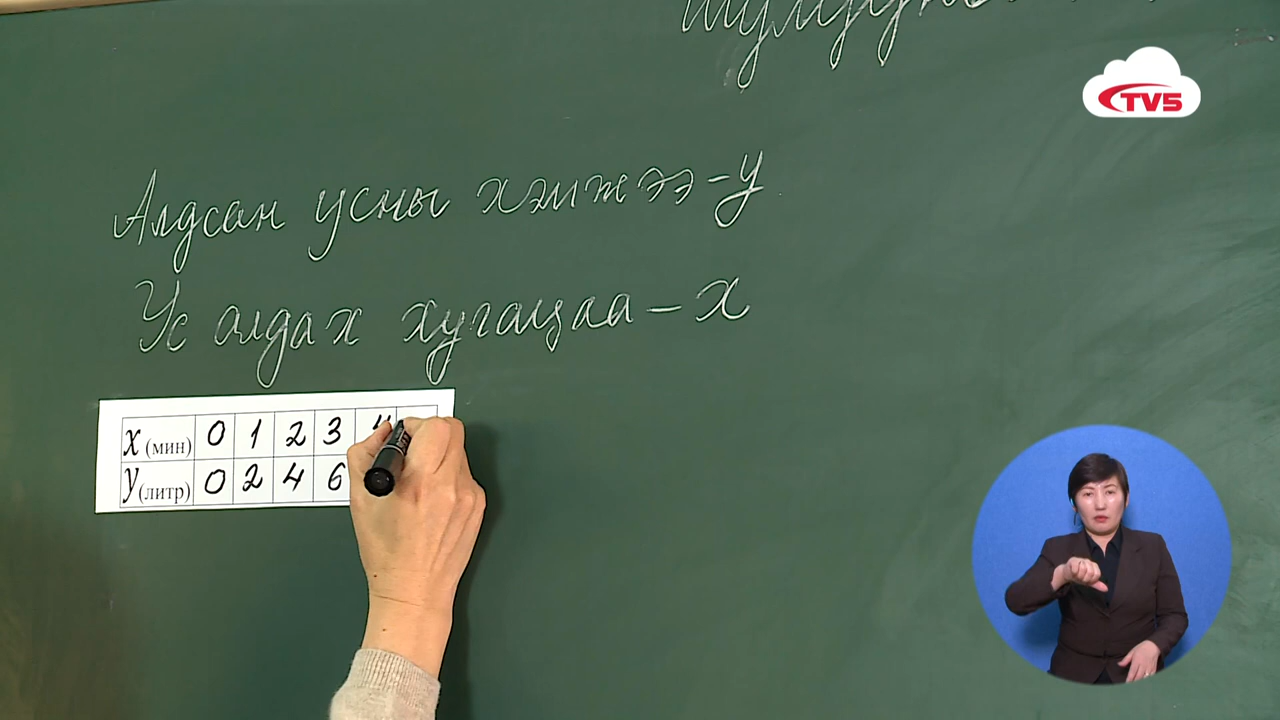 TV5
Алдсан усны хэмжээ-y
Ус алдах хугацаа-x
x (мин) 0 1 2 3 4
y (литр) 0 2 4 6